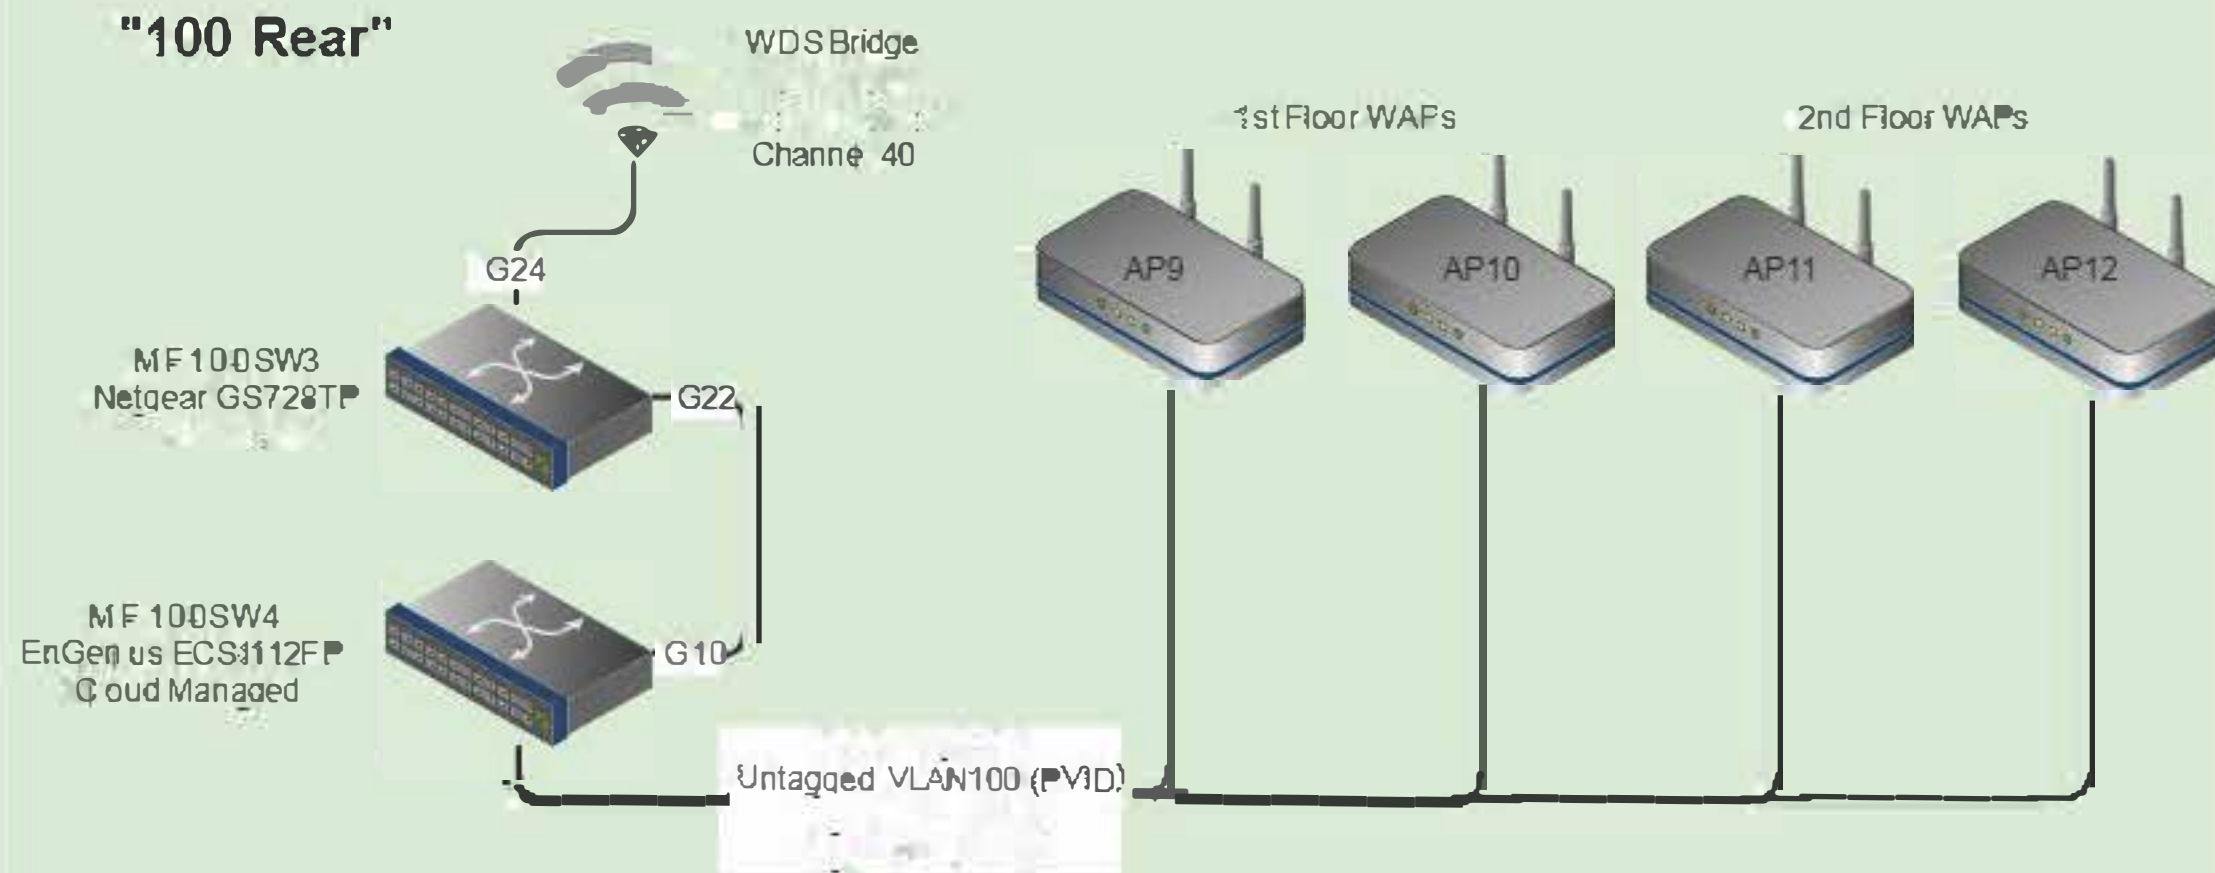 "100 Rear"
WDS Bridge
Channel 40
1st Floor WAPs
2nd Floor WAPs
AP9
AP10
AP11
AP12
G24
MF100SW3
Netgear GS728TP
G22
MF100SW4
EnGenius ECS1112FP
Cloud Managed
G10
Untagged VLAN100 (PVID)